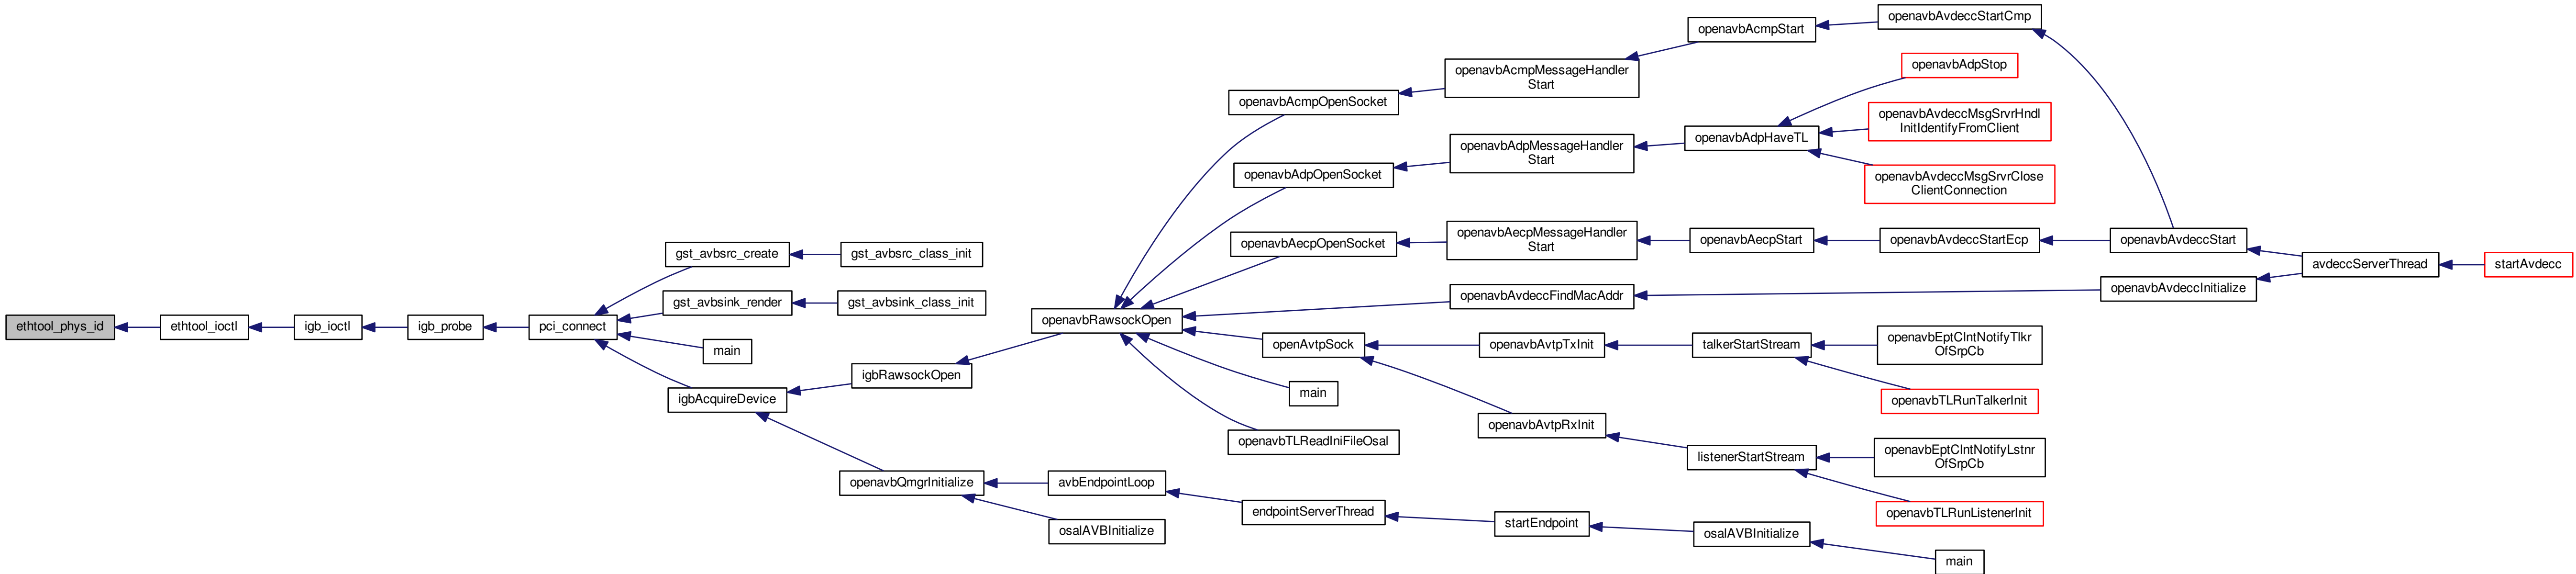 ethtool_phys_id
ethtool_ioctl
igb_ioctl
igb_probe
pci_connect
gst_avbsrc_create
gst_avbsrc_class_init
gst_avbsink_render
gst_avbsink_class_init
main
igbAcquireDevice
igbRawsockOpen
openavbRawsockOpen
openavbAcmpOpenSocket
openavbAcmpMessageHandler
Start
openavbAcmpStart
openavbAvdeccStartCmp
openavbAdpOpenSocket
openavbAdpMessageHandler
Start
openavbAdpHaveTL
openavbAdpStop
openavbAvdeccMsgSrvrHndl
InitIdentifyFromClient
openavbAvdeccMsgSrvrClose
ClientConnection
openavbAecpOpenSocket
openavbAecpMessageHandler
Start
openavbAecpStart
openavbAvdeccStartEcp
openavbAvdeccStart
avdeccServerThread
startAvdecc
openavbAvdeccFindMacAddr
openavbAvdeccInitialize
openAvtpSock
openavbAvtpTxInit
talkerStartStream
openavbEptClntNotifyTlkr
OfSrpCb
openavbTLRunTalkerInit
main
openavbAvtpRxInit
listenerStartStream
openavbEptClntNotifyLstnr
OfSrpCb
openavbTLRunListenerInit
openavbTLReadIniFileOsal
openavbQmgrInitialize
avbEndpointLoop
endpointServerThread
startEndpoint
osalAVBInitialize
main
osalAVBInitialize